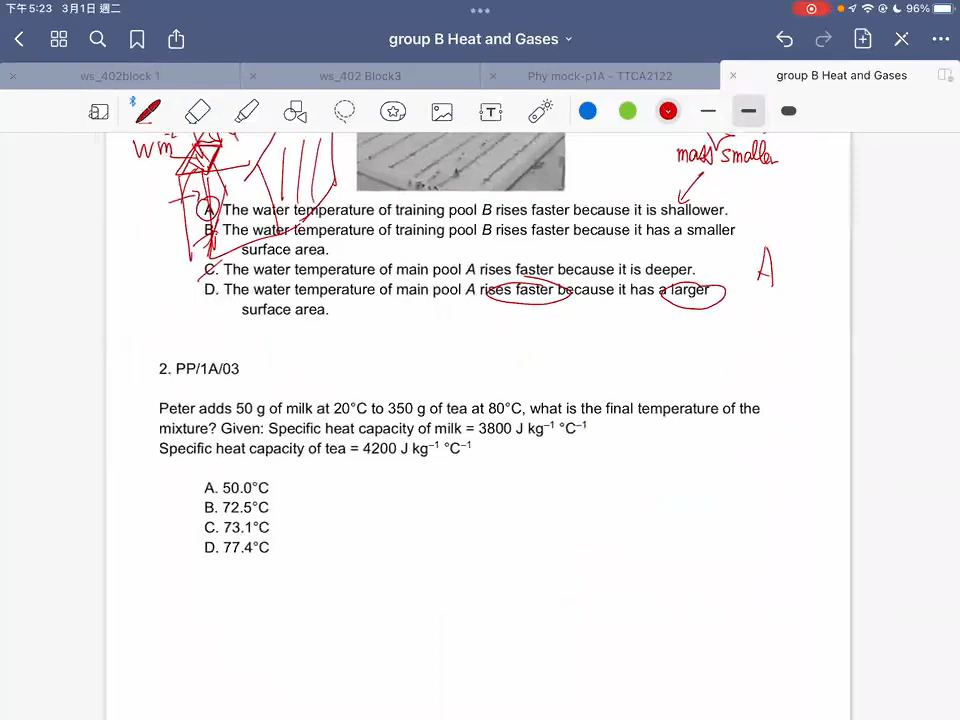 下午5:23 3月1日 週二
96%
group B Heat and Gases
ws_402block 1
ws_402 Block3
Phy mock-p1A - TTCA2122
group B Heat and Gases
W m⁻²
mass smaller
A. The water temperature of training pool B rises faster because it is shallower.
B. The water temperature of training pool B rises faster because it has a smaller
surface area.
C. The water temperature of main pool A rises faster because it is deeper.
A
D. The water temperature of main pool A rises faster because it has a larger
surface area.
2. PP/1A/03
Peter adds 50 g of milk at 20°C to 350 g of tea at 80°C, what is the final temperature of the
mixture? Given: Specific heat capacity of milk = 3800 J kg⁻¹ °C⁻¹
Specific heat capacity of tea = 4200 J kg⁻¹ °C⁻¹
A. 50.0°C
B. 72.5°C
C. 73.1°C
D. 77.4°C